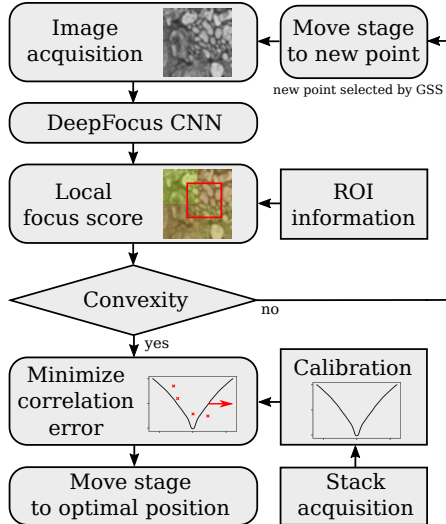 Image
acquisition
Move stage
to new point
new point selected by GSS
DeepFocus CNN
Local
focus score
ROI
information
Convexity
no
yes
Minimize
correlation
error
Calibration
Move stage
to optimal position
Stack
acquisition